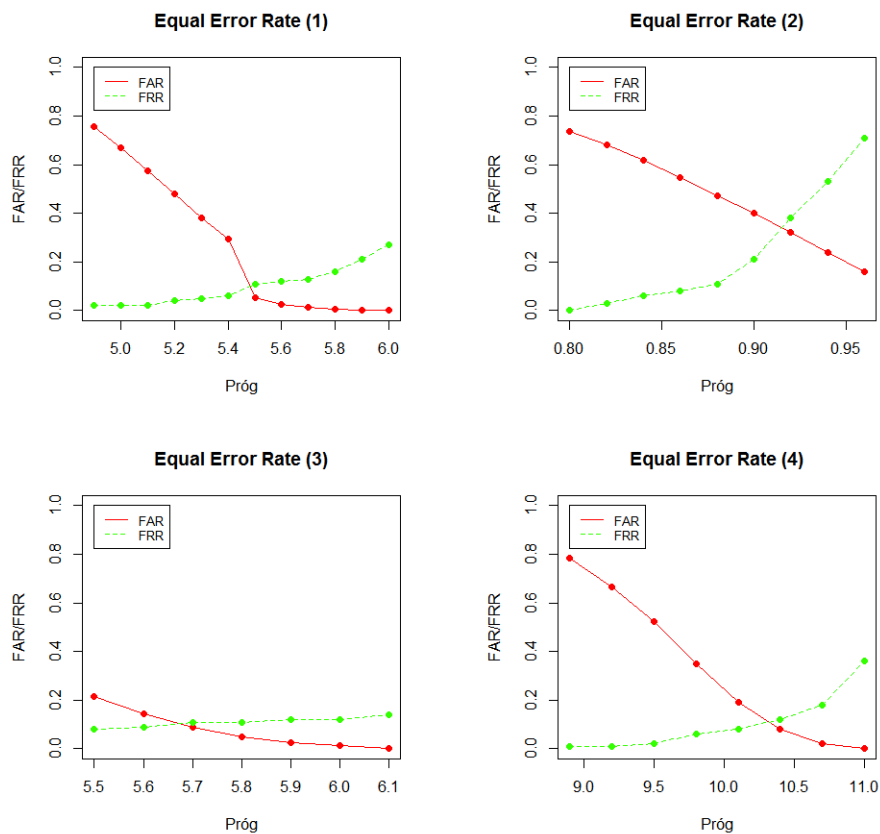 Equal Error Rate (1)
FAR
FRR
FAR/FRR
0.0 0.2 0.4 0.6 0.8 1.0
5.0 5.2 5.4 5.6 5.8 6.0
Próg
Equal Error Rate (2)
FAR
FRR
FAR/FRR
0.0 0.2 0.4 0.6 0.8 1.0
0.80 0.85 0.90 0.95
Próg
Equal Error Rate (3)
FAR
FRR
FAR/FRR
0.0 0.2 0.4 0.6 0.8 1.0
5.5 5.6 5.7 5.8 5.9 6.0 6.1
Próg
Equal Error Rate (4)
FAR
FRR
FAR/FRR
0.0 0.2 0.4 0.6 0.8 1.0
9.0 9.5 10.0 10.5 11.0
Próg